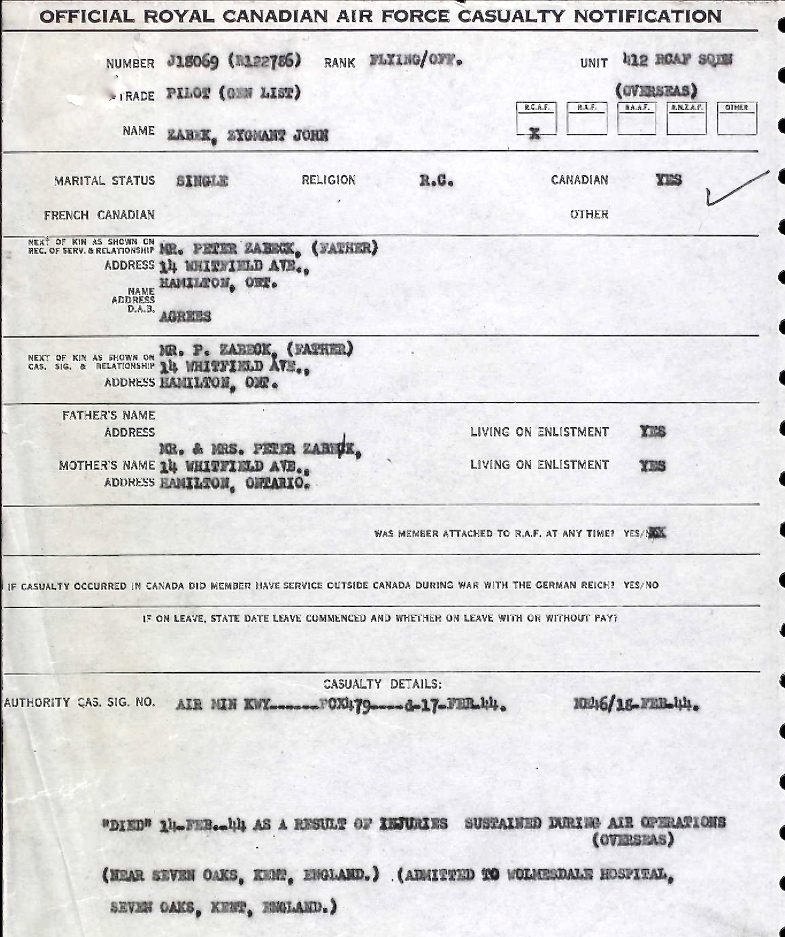 OFFICIAL ROYAL CANADIAN AIR FORCE CASUALTY NOTIFICATION
NUMBER J18069 (R122786) RANK FLYING/OFF. UNIT 412 RCAF SQDN
TRADE PILOT (GEN LIST) (OVERSEAS)
R.C.A.F. R.A.F. R.A.A.F. R.N.Z.A.F. OTHER
NAME ZABEK, ZYGMANT JOHN X
MARITAL STATUS SINGLE RELIGION R.C. CANADIAN YES
FRENCH CANADIAN OTHER
NEXT OF KIN AS SHOWN ON
REC. OF SERV. & RELATIONSHIP MR. PETER ZABECK, (FATHER)
ADDRESS 14 WHITFIELD AVE.,
NAME HAMILTON, ONT.
ADDRESS
D.A.B. AGREES
NEXT OF KIN AS SHOWN ON MR. P. ZABECK, (FATHER)
CAS. SIG. & RELATIONSHIP 14 WHITFIELD AVE.,
ADDRESS HAMILTON, ONT.
FATHER'S NAME
ADDRESS LIVING ON ENLISTMENT YES
MR. & MRS. PETER ZABECK,
MOTHER'S NAME 14 WHITFIELD AVE., LIVING ON ENLISTMENT YES
ADDRESS HAMILTON, ONTARIO.
WAS MEMBER ATTACHED TO R.A.F. AT ANY TIME? YES/
IF CASUALTY OCCURRED IN CANADA DID MEMBER HAVE SERVICE OUTSIDE CANADA DURING WAR WITH THE GERMAN REICH? YES/NO
IF ON LEAVE, STATE DATE LEAVE COMMENCED AND WHETHER ON LEAVE WITH OR WITHOUT PAY?
CASUALTY DETAILS:
AUTHORITY CAS. SIG. NO. AIR MIN KWY------POX479----d-17-FEB.44. 18-FEB-44.
"DIED" 14-FEB.-44 AS A RESULT OF INJURIES SUSTAINED DURING AIR OPERATIONS
(OVERSEAS)
(NEAR SEVEN OAKS, KENT, ENGLAND.) (ADMITTED TO WOLMESDALE HOSPITAL,
SEVEN OAKS, KENT, ENGLAND.)